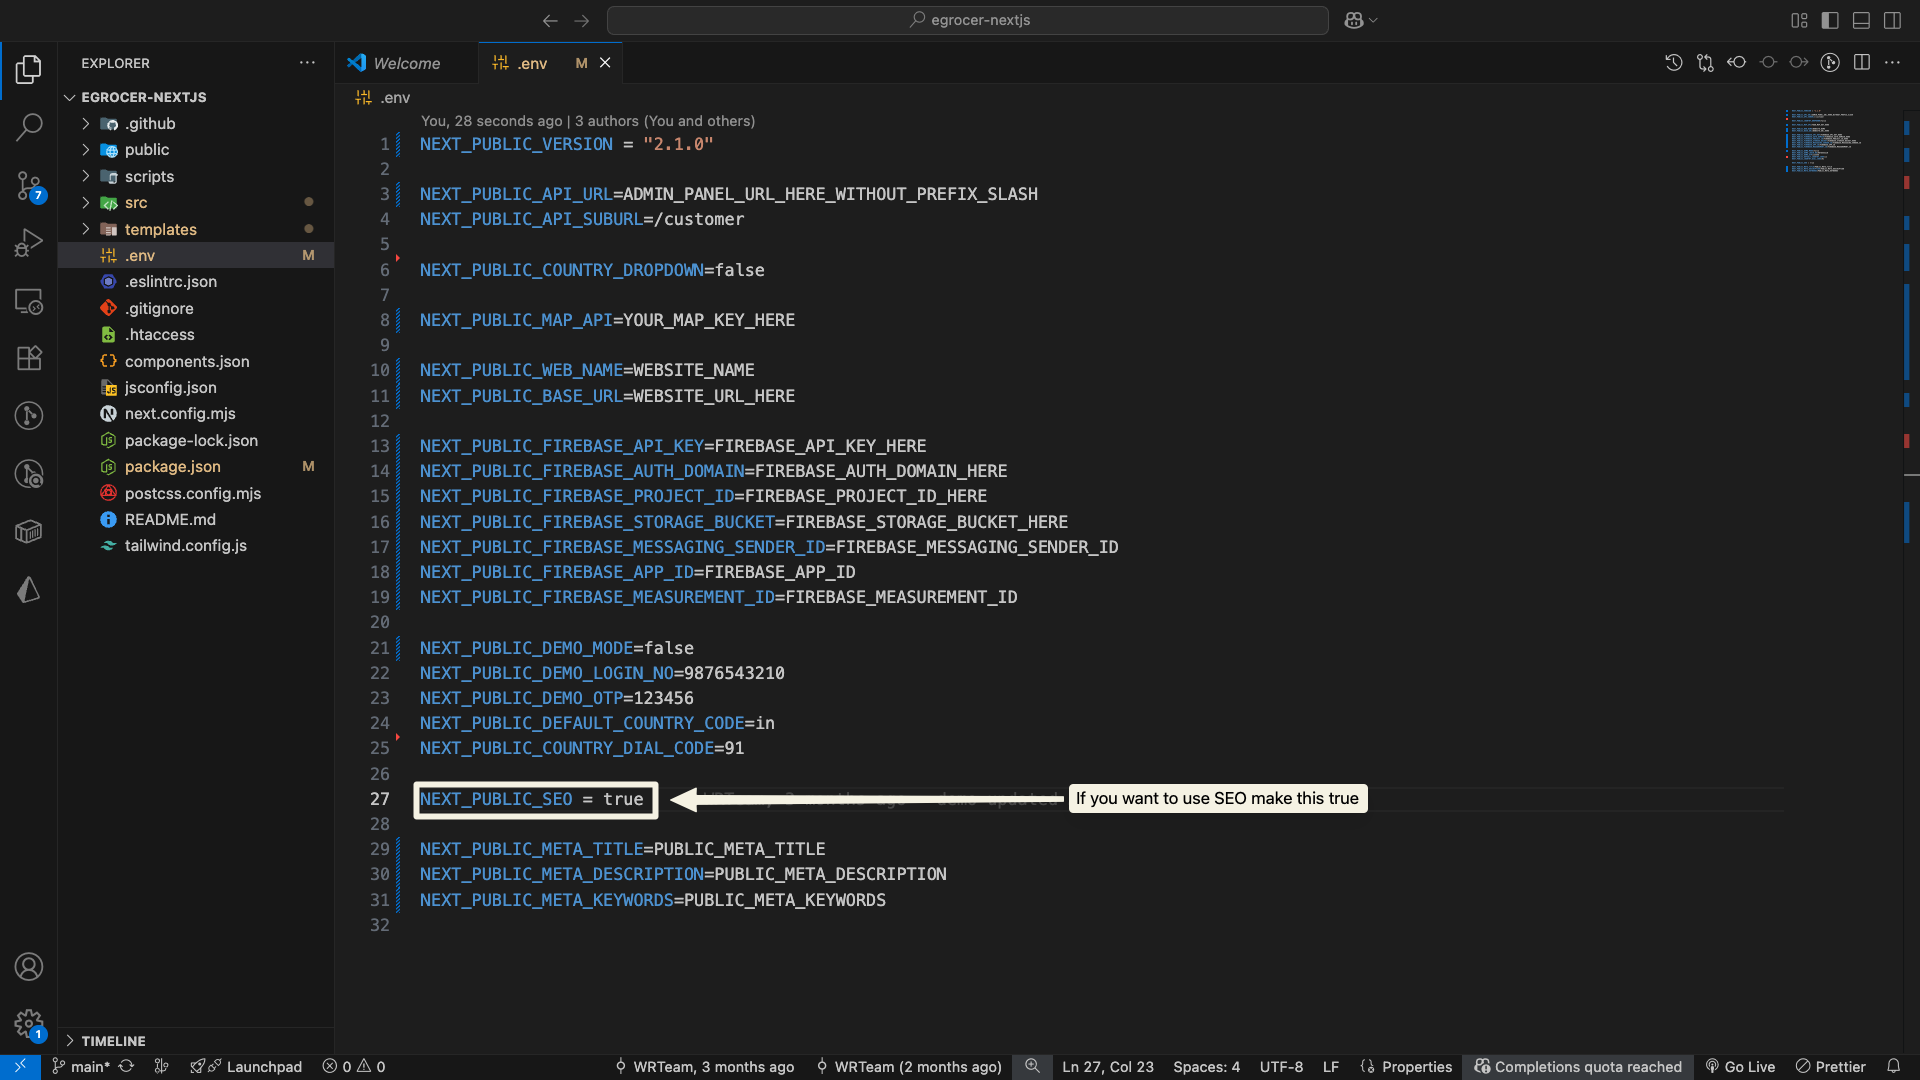 egrocer-nextjs
EXPLORER
Welcome
.env M
EGROCER-NEXTJS
.env
.github
public
scripts
src
templates
.env M
.eslintrc.json
.gitignore
.htaccess
components.json
jsconfig.json
next.config.mjs
package-lock.json
package.json M
postcss.config.mjs
README.md
tailwind.config.js
7
You, 28 seconds ago | 3 authors (You and others)
1 NEXT_PUBLIC_VERSION = "2.1.0"
2
3 NEXT_PUBLIC_API_URL=ADMIN_PANEL_URL_HERE_WITHOUT_PREFIX_SLASH
4 NEXT_PUBLIC_API_SUBURL=/customer
5
6 NEXT_PUBLIC_COUNTRY_DROPDOWN=false
7
8 NEXT_PUBLIC_MAP_API=YOUR_MAP_KEY_HERE
9
10 NEXT_PUBLIC_WEB_NAME=WEBSITE_NAME
11 NEXT_PUBLIC_BASE_URL=WEBSITE_URL_HERE
12
13 NEXT_PUBLIC_FIREBASE_API_KEY=FIREBASE_API_KEY_HERE
14 NEXT_PUBLIC_FIREBASE_AUTH_DOMAIN=FIREBASE_AUTH_DOMAIN_HERE
15 NEXT_PUBLIC_FIREBASE_PROJECT_ID=FIREBASE_PROJECT_ID_HERE
16 NEXT_PUBLIC_FIREBASE_STORAGE_BUCKET=FIREBASE_STORAGE_BUCKET_HERE
17 NEXT_PUBLIC_FIREBASE_MESSAGING_SENDER_ID=FIREBASE_MESSAGING_SENDER_ID
18 NEXT_PUBLIC_FIREBASE_APP_ID=FIREBASE_APP_ID
19 NEXT_PUBLIC_FIREBASE_MEASUREMENT_ID=FIREBASE_MEASUREMENT_ID
20
21 NEXT_PUBLIC_DEMO_MODE=false
22 NEXT_PUBLIC_DEMO_LOGIN_NO=9876543210
23 NEXT_PUBLIC_DEMO_OTP=123456
24 NEXT_PUBLIC_DEFAULT_COUNTRY_CODE=in
25 NEXT_PUBLIC_COUNTRY_DIAL_CODE=91
26
27 NEXT_PUBLIC_SEO = true If you want to use SEO make this true
28
29 NEXT_PUBLIC_META_TITLE=PUBLIC_META_TITLE
30 NEXT_PUBLIC_META_DESCRIPTION=PUBLIC_META_DESCRIPTION
31 NEXT_PUBLIC_META_KEYWORDS=PUBLIC_META_KEYWORDS
32
1
TIMELINE
main* Launchpad 0 0 WRTeam, 3 months ago WRTeam (2 months ago) Ln 27, Col 23 Spaces: 4 UTF-8 LF Properties Completions quota reached Go Live Prettier